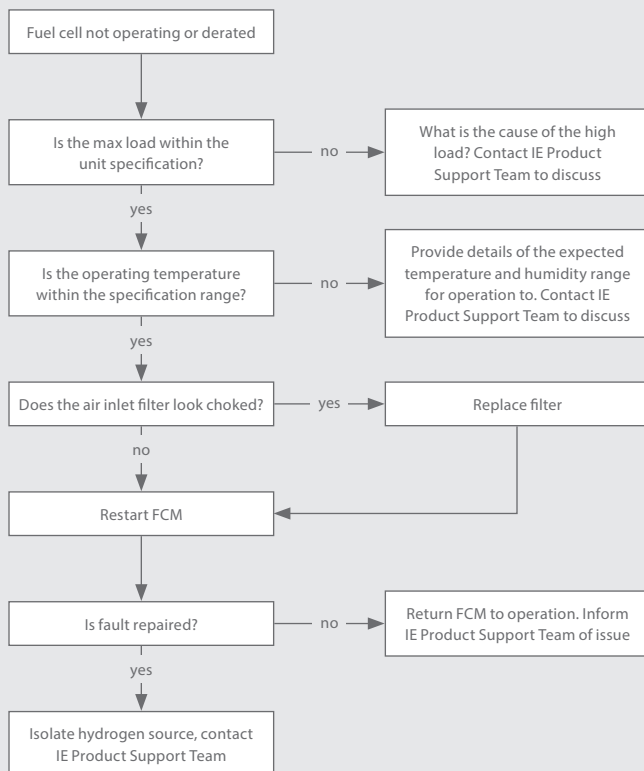 Fuel cell not operating or derated
Is the max load within the
unit specification?
no
What is the cause of the high
load? Contact IE Product
Support Team to discuss
yes
Is the operating temperature
within the specification range?
no
Provide details of the expected
temperature and humidity range
for operation to. Contact IE
Product Support Team to discuss
yes
Does the air inlet filter look choked?
yes
Replace filter
no
Restart FCM
Is fault repaired?
no
Return FCM to operation. Inform
IE Product Support Team of issue
yes
Isolate hydrogen source, contact
IE Product Support Team